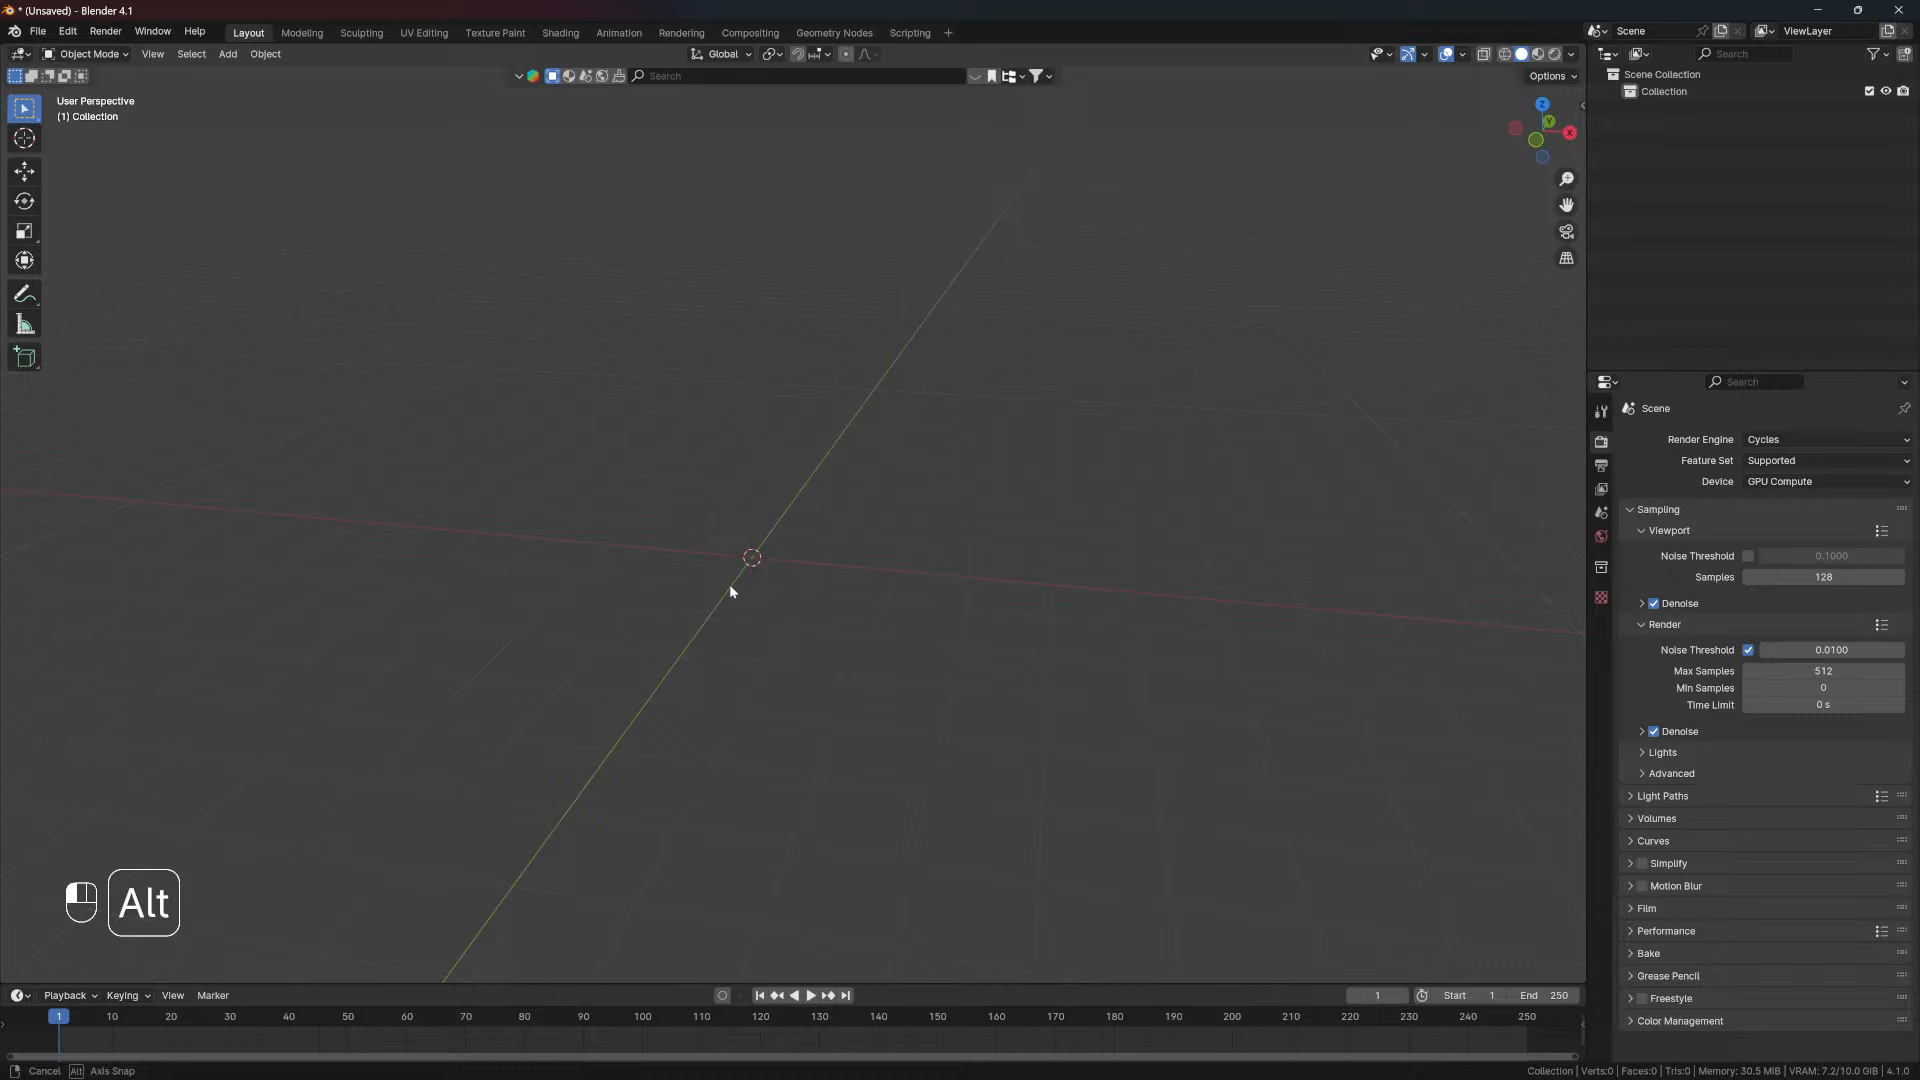 * (Unsaved) - Blender 4.1
File Edit Render Window Help Layout Modeling Sculpting UV Editing Texture Paint Shading Animation Rendering Compositing Geometry Nodes Scripting + Scene ViewLayer
Object Mode View Select Add Object Global Search
Search Options
User Perspective
(1) Collection
Z
Y
X
Scene Collection
Collection
Search
Scene
Render Engine Cycles
Feature Set Supported
Device GPU Compute
Sampling
Viewport
Noise Threshold 0.1000
Samples 128
Denoise
Render
Noise Threshold 0.0100
Max Samples 512
Min Samples 0
Time Limit 0 s
Denoise
Lights
Advanced
Light Paths
Volumes
Curves
Simplify
Motion Blur
Film
Performance
Bake
Grease Pencil
Freestyle
Color Management
Alt
Playback Keying View Marker 1 Start 1 End 250
1 10 20 30 40 50 60 70 80 90 100 110 120 130 140 150 160 170 180 190 200 210 220 230 240 250
Cancel Alt Axis Snap Collection | Verts:0 | Faces:0 | Tris:0 | Memory: 30.5 MiB | VRAM: 7.2/10.0 GiB | 4.1.0